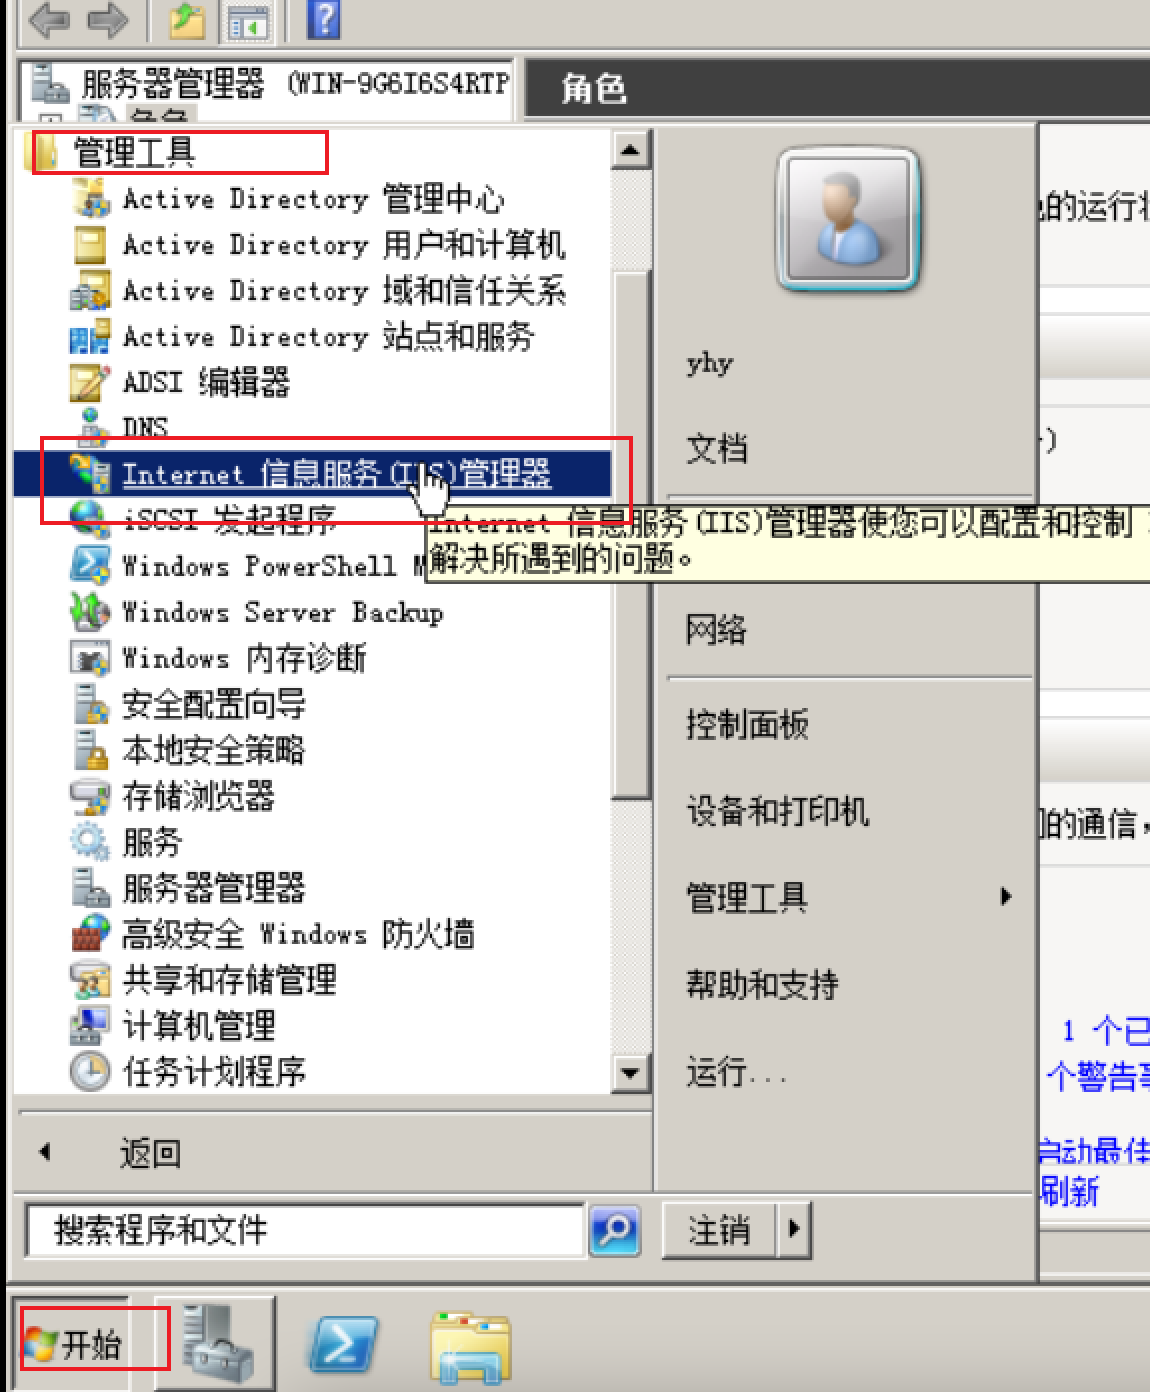 服务器管理器 (WIN-9G6I6S4RTP
角色
角色
管理工具
Active Directory 管理中心
Active Directory 用户和计算机
Active Directory 域和信任关系
Active Directory 站点和服务
ADSI 编辑器
DNS
Internet 信息服务(IIS)管理器
iSCSI 发起程序
Windows PowerShell M
Windows Server Backup
Windows 内存诊断
安全配置向导
本地安全策略
存储浏览器
服务
服务器管理器
高级安全 Windows 防火墙
共享和存储管理
计算机管理
任务计划程序
返回
搜索程序和文件
yhy
文档
Internet 信息服务(IIS)管理器使您可以配置和控制
解决所遇到的问题。
网络
控制面板
设备和打印机
管理工具
帮助和支持
运行...
注销
的运行
)
的通信，
1 个已
个警告
启动最佳
刷新
开始